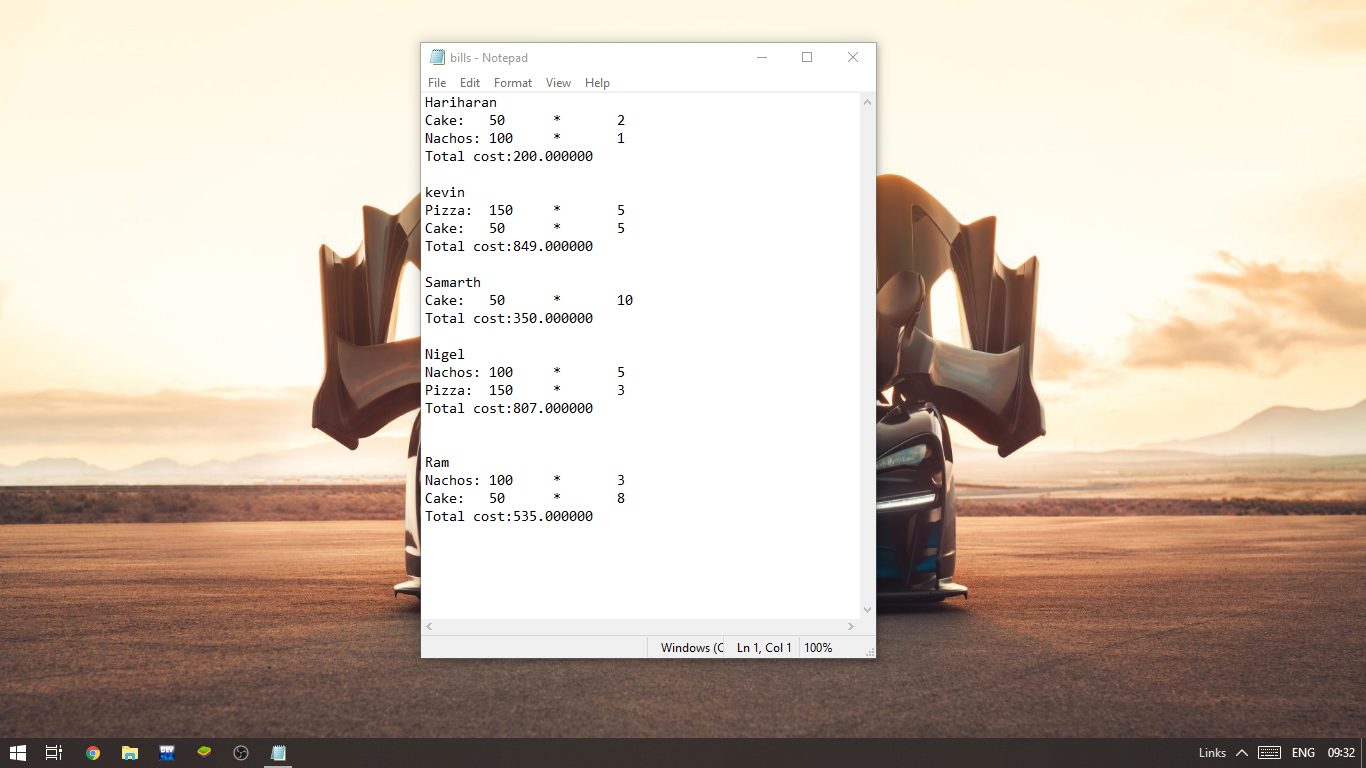 bills - Notepad
File Edit Format View Help
Hariharan
Cake: 50 * 2
Nachos: 100 * 1
Total cost:200.000000
kevin
Pizza: 150 * 5
Cake: 50 * 5
Total cost:849.000000
Samarth
Cake: 50 * 10
Total cost:350.000000
Nigel
Nachos: 100 * 5
Pizza: 150 * 3
Total cost:807.000000
Ram
Nachos: 100 * 3
Cake: 50 * 8
Total cost:535.000000
Windows (C Ln 1, Col 1 100%
DEV
Links ENG 09:32